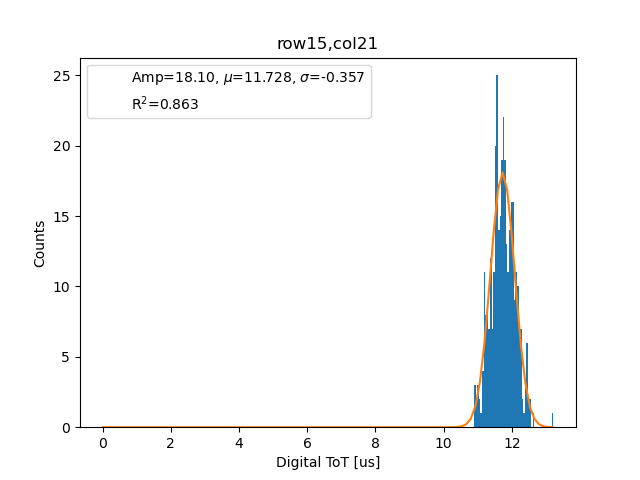 row15,col21
Amp=18.10, μ=11.728, σ=-0.357
R²=0.863
25
20
15
10
5
0
Counts
0 2 4 6 8 10 12
Digital ToT [us]